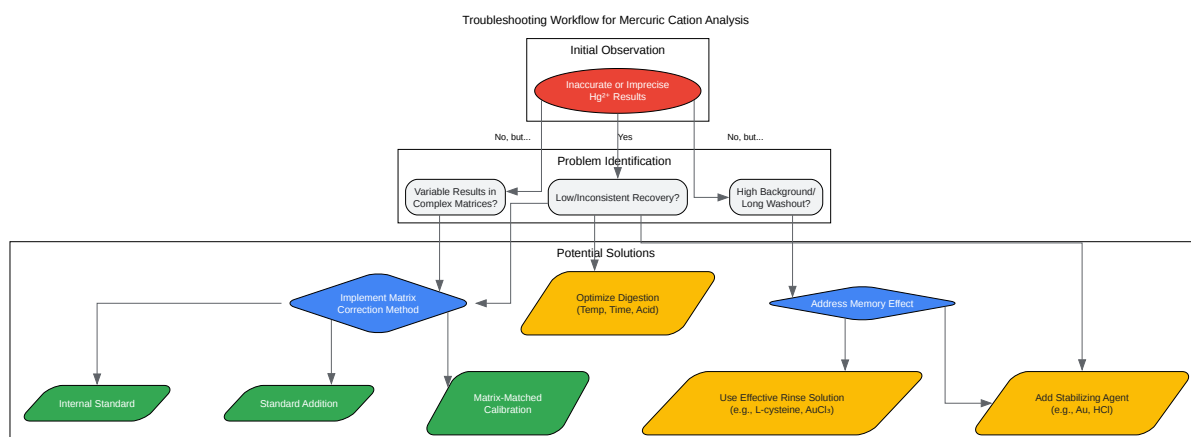 Troubleshooting Workflow for Mercuric Cation Analysis
Initial Observation
Inaccurate or Imprecise
Hg²⁺ Results
No, but...
Yes
No, but...
Problem Identification
Variable Results in
Complex Matrices?
Low/Inconsistent Recovery?
High Background/
Long Washout?
Potential Solutions
Implement Matrix
Correction Method
Optimize Digestion
(Temp, Time, Acid)
Address Memory Effect
Internal Standard
Standard Addition
Matrix-Matched
Calibration
Use Effective Rinse Solution
(e.g., L-cysteine, AuCl₃)
Add Stabilizing Agent
(e.g., Au, HCl)